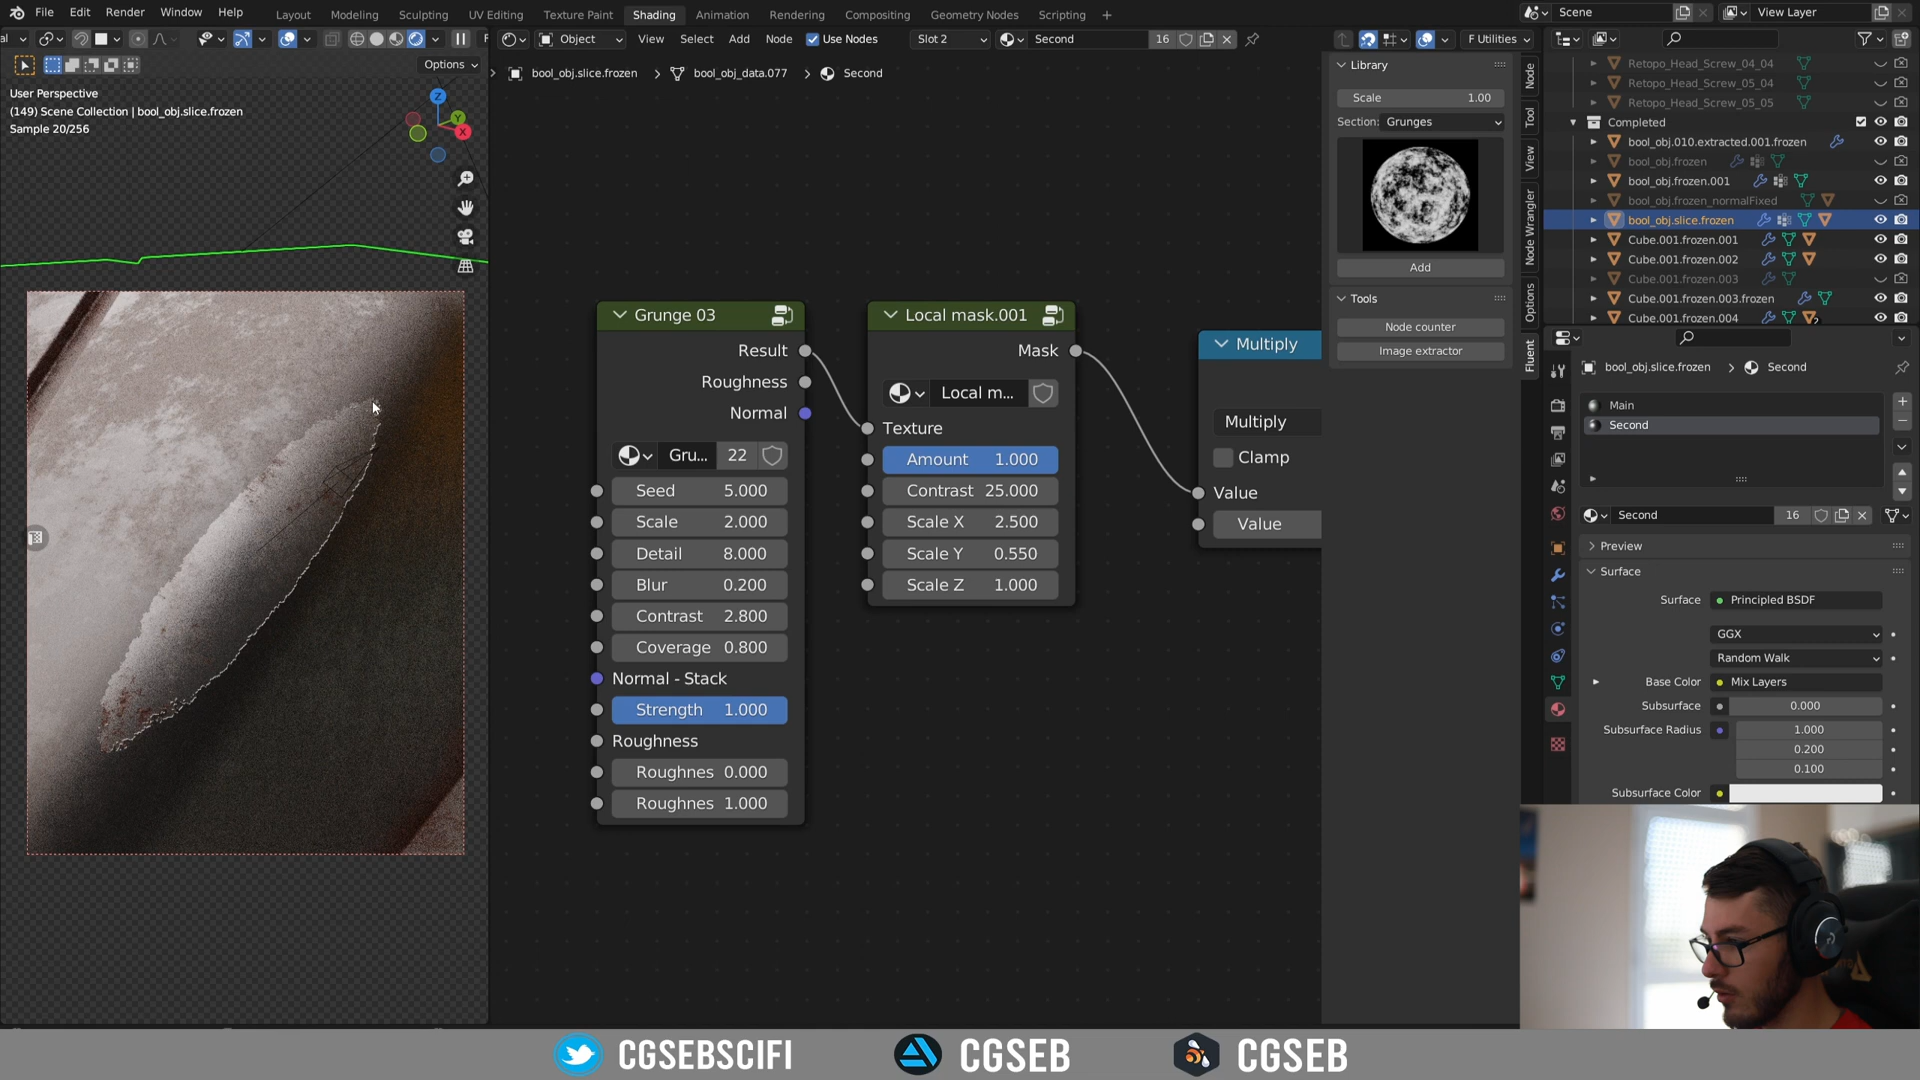 File Edit Render Window Help
Layout Modeling Sculpting UV Editing Texture Paint Shading Animation Rendering Compositing Geometry Nodes Scripting
Scene
View Layer
Object View Select Add Node Use Nodes Slot 2 Second 16
F Utilities
Options
bool_obj.slice.frozen > bool_obj_data.077 > Second
User Perspective
(149) Scene Collection | bool_obj.slice.frozen
Sample 20/256
Z
Y
X
Grunge 03
Result
Roughness
Normal
Gru... 22
Seed 5.000
Scale 2.000
Detail 8.000
Blur 0.200
Contrast 2.800
Coverage 0.800
Normal - Stack
Strength 1.000
Roughness
Roughnes 0.000
Roughnes 1.000
Local mask.001
Mask
Local m...
Texture
Amount 1.000
Contrast 25.000
Scale X 2.500
Scale Y 0.550
Scale Z 1.000
Multiply
Multiply
Clamp
Value
Value
Library
Scale 1.00
Section: Grunges
Add
Tools
Node counter
Image extractor
Node
Tool
View
Node Wrangler
Options
Fluent
Retopo_Head_Screw_04_04
Retopo_Head_Screw_05_04
Retopo_Head_Screw_05_05
Completed
bool_obj.010.extracted.001.frozen
bool_obj.frozen
bool_obj.frozen.001
bool_obj.frozen_normalFixed
bool_obj.slice.frozen
Cube.001.frozen.001
Cube.001.frozen.002
Cube.001.frozen.003
Cube.001.frozen.003.frozen
Cube.001.frozen.004
2
bool_obj.slice.frozen > Second
Main
Second
Second 16
Preview
Surface
Surface Principled BSDF
GGX
Random Walk
Base Color Mix Layers
Subsurface 0.000
Subsurface Radius 1.000
0.200
0.100
Subsurface Color
CGSEBSCIFI
CGSEB
CGSEB